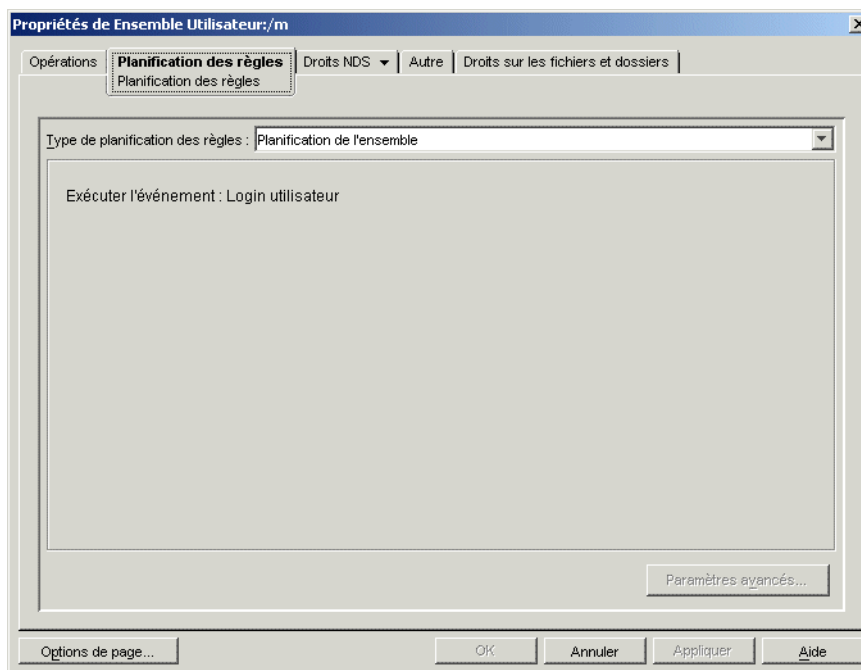 Propriétés de Ensemble Utilisateur:/m
Opérations Planification des règles Droits NDS Autre Droits sur les fichiers et dossiers
Planification des règles
Type de planification des règles : Planification de l'ensemble
Exécuter l'événement : Login utilisateur
Paramètres avancés...
Options de page... OK Annuler Appliquer Aide